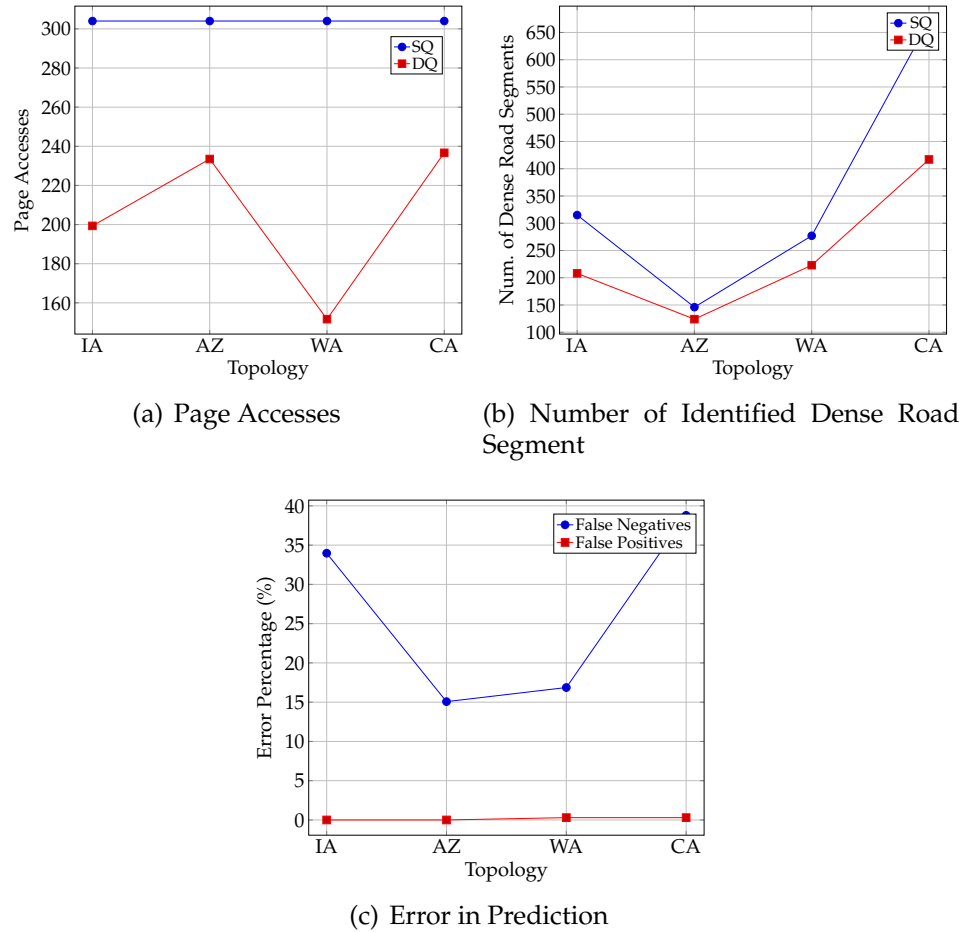 300
280
260
240
220
200
180
160
Page Accesses
SQ
DQ
IA AZ WA CA
Topology
(a) Page Accesses
650
600
550
500
450
400
350
300
250
200
150
100
Num. of Dense Road Segments
SQ
DQ
IA AZ WA CA
Topology
(b) Number of Identified Dense Road
Segment
40
35
30
25
20
15
10
5
0
Error Percentage (%)
False Negatives
False Positives
IA AZ WA CA
Topology
(c) Error in Prediction